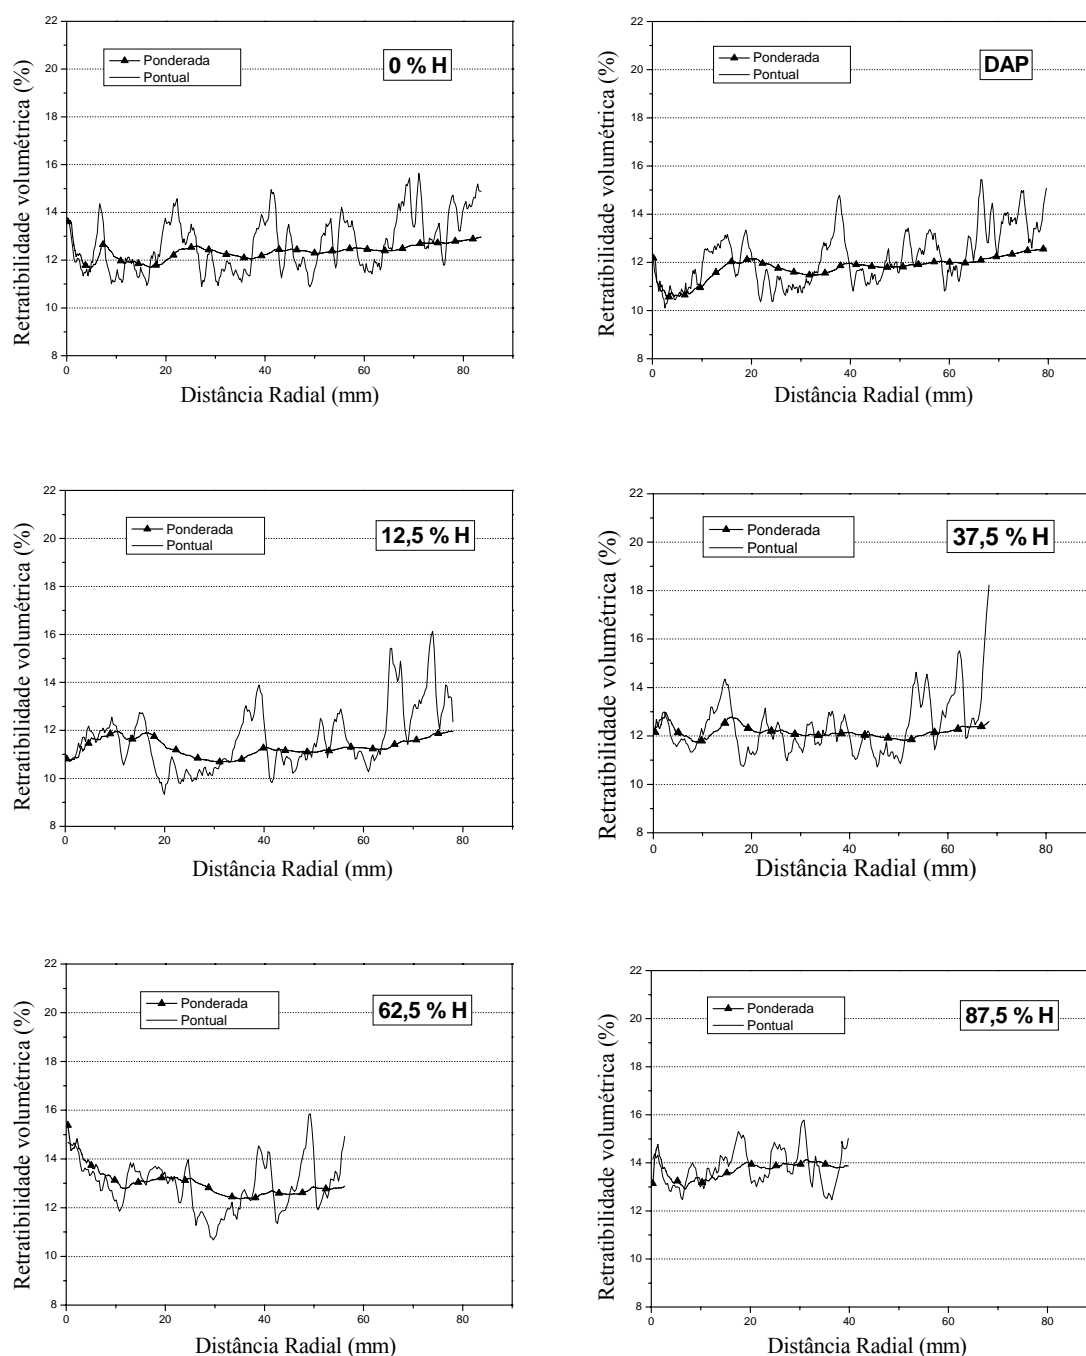 Retratibilidade volumétrica (%)
22
20
18
16
14
12
10
8
Ponderada
Pontual
0 % H
0
20
40
60
80
Distância Radial (mm)
Retratibilidade volumétrica (%)
22
20
18
16
14
12
10
8
Ponderada
Pontual
DAP
0
20
40
60
80
Distância Radial (mm)
Retratibilidade volumétrica (%)
22
20
18
16
14
12
10
8
Ponderada
Pontual
12,5 % H
0
20
40
60
80
Distância Radial (mm)
Retratibilidade volumétrica (%)
22
20
18
16
14
12
10
8
Ponderada
Pontual
37,5 % H
0
20
40
60
80
Distância Radial (mm)
Retratibilidade volumétrica (%)
22
20
18
16
14
12
10
8
Ponderada
Pontual
62,5 % H
0
20
40
60
80
Distância Radial (mm)
Retratibilidade volumétrica (%)
22
20
18
16
14
12
10
8
Ponderada
Pontual
87,5 % H
0
20
40
60
80
Distância Radial (mm)